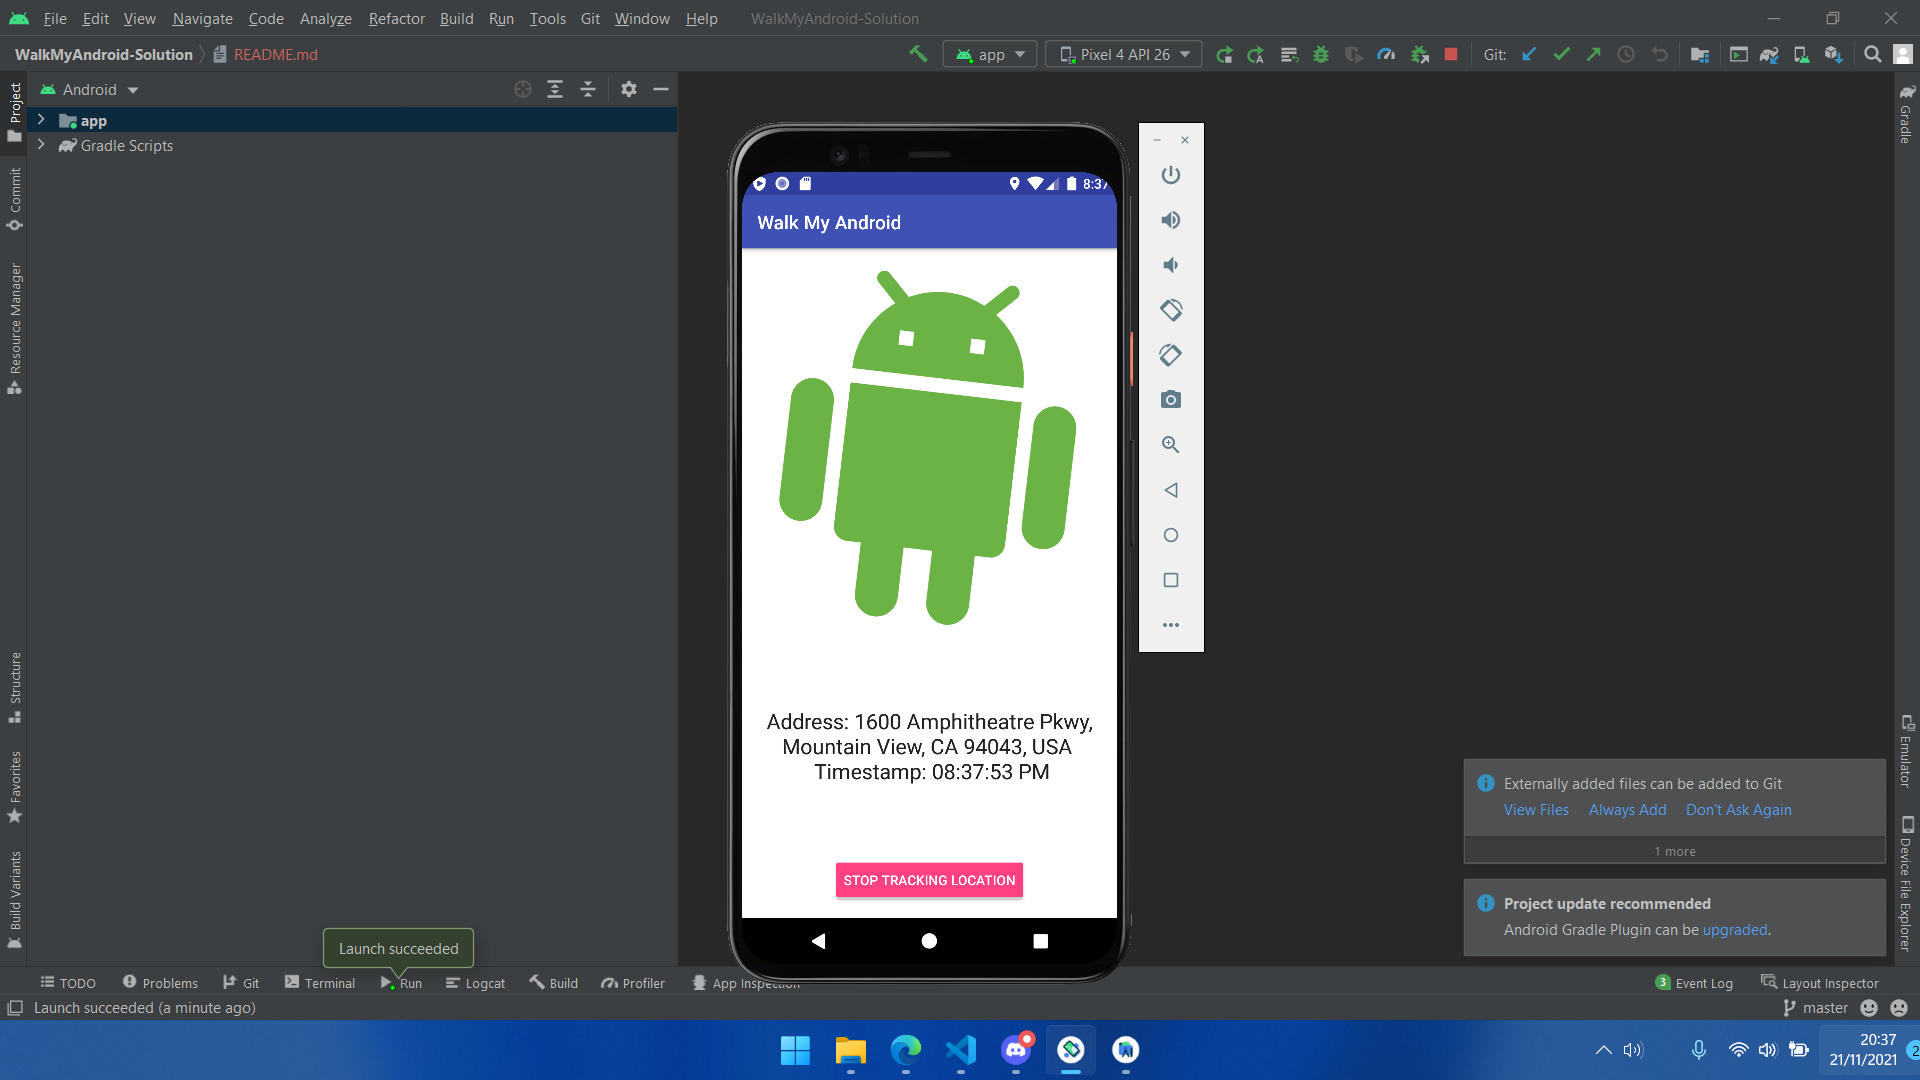 File Edit View Navigate Code Analyze Refactor Build Run Tools Git Window Help WalkMyAndroid-Solution
WalkMyAndroid-Solution README.md app Pixel 4 API 26 Git:
Android
app
Gradle Scripts
Project
Commit
Resource Manager
Structure
Favorites
Build Variants
8:37
Walk My Android
Address: 1600 Amphitheatre Pkwy,
Mountain View, CA 94043, USA
Timestamp: 08:37:53 PM
STOP TRACKING LOCATION
Gradle
Emulator
Device File Explorer
Externally added files can be added to Git
View Files Always Add Don't Ask Again
1 more
Project update recommended
Android Gradle Plugin can be upgraded.
Launch succeeded
TODO Problems Git Terminal Run Logcat Build Profiler App Inspection 3 Event Log Layout Inspector
Launch succeeded (a minute ago) master
20:37
21/11/2021
2